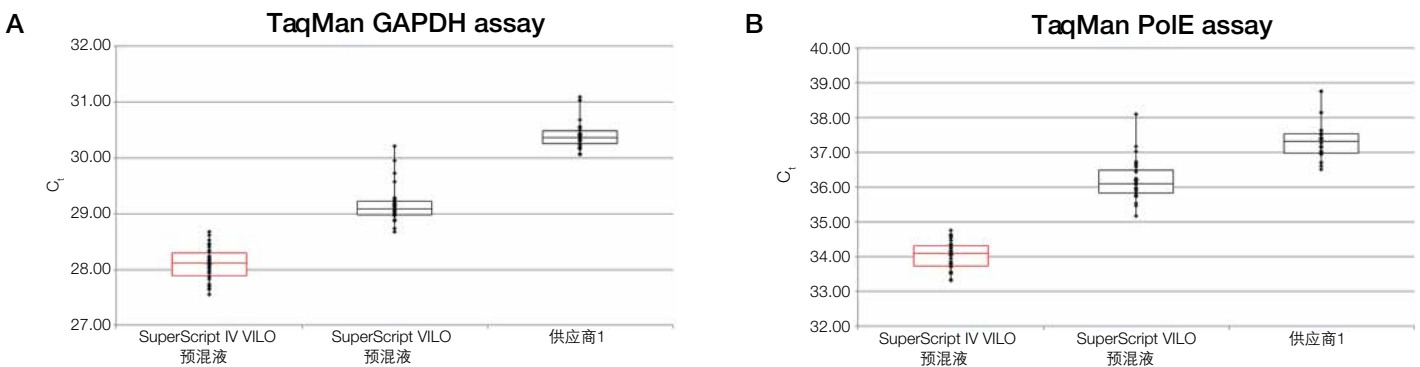 A
TaqMan GAPDH assay
32.00
31.00
30.00
29.00
28.00
27.00
Ct
SuperScript IV VILO
预混液
SuperScript VILO
预混液
供应商1
B
TaqMan PolE assay
40.00
39.00
38.00
37.00
36.00
35.00
34.00
33.00
32.00
Ct
SuperScript IV VILO
预混液
SuperScript VILO
预混液
供应商1